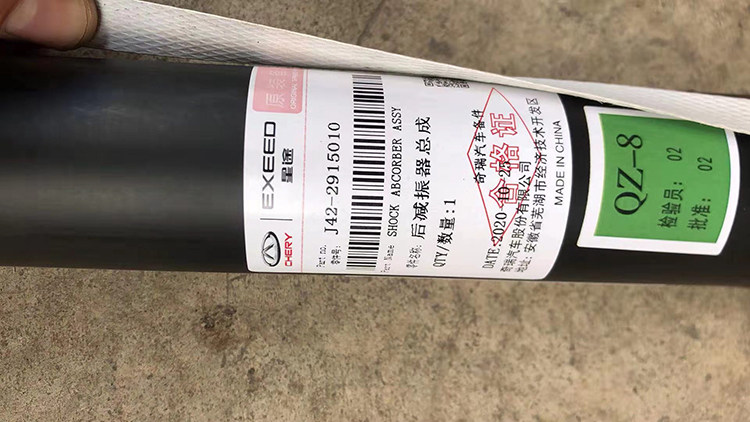 CHERY
EXEED
星途
Part no.
零件号:
J42-2915010
Part Name
SHOCK ABCORBER ASSY
零件名称:
后减振器总成
QTY/数量:1
奇瑞汽车备件
合格证
DATE:2020-10-25
奇瑞汽车股份有限公司
地址:安徽省芜湖市经济技术开发区
MADE IN CHINA
QZ-8
检验员: 02
批准: 02